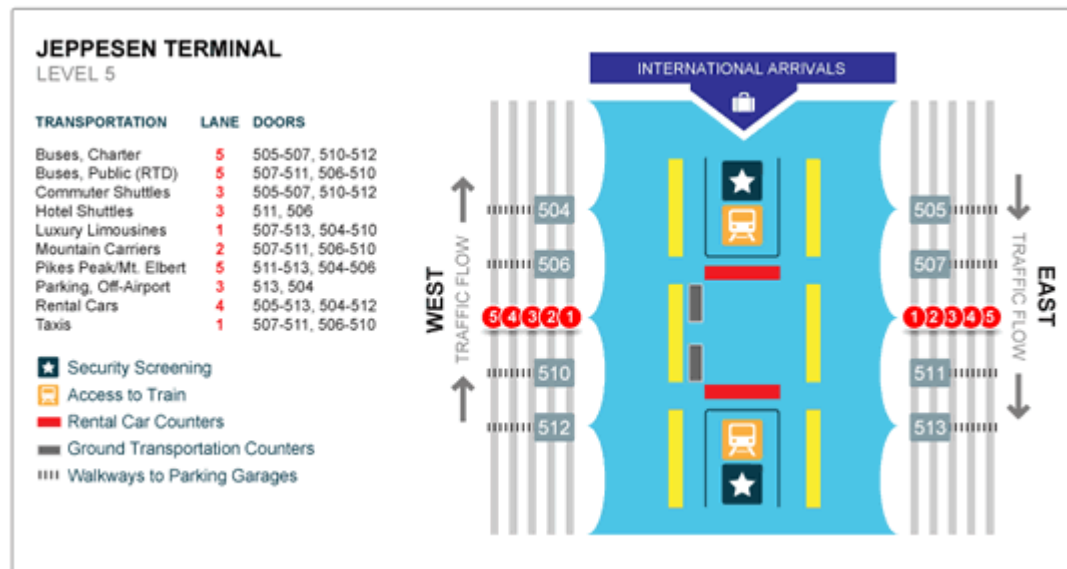 JEPPESEN TERMINAL
LEVEL 5
TRANSPORTATION LANE DOORS
Buses, Charter 5 505-507, 510-512
Buses, Public (RTD) 5 507-511, 506-510
Commuter Shuttles 3 505-507, 510-512
Hotel Shuttles 3 511, 506
Luxury Limousines 1 507-513, 504-510
Mountain Carriers 2 507-511, 506-510
Pikes Peak/Mt. Elbert 5 511-513, 504-506
Parking, Off-Airport 3 513, 504
Rental Cars 4 505-513, 504-512
Taxis 1 507-511, 506-510
Security Screening
Access to Train
Rental Car Counters
Ground Transportation Counters
Walkways to Parking Garages
INTERNATIONAL ARRIVALS
WEST
TRAFFIC FLOW
504
506
5 4 3 2 1
510
512
505
507
1 2 3 4 5
511
513
TRAFFIC FLOW
EAST